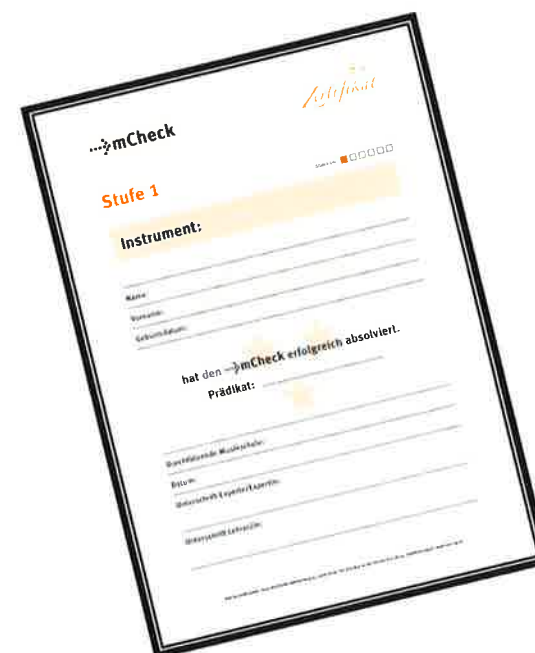 Zertifikat
mCheck
Stufe 1
Instrument:
Name:
Vorname:
Geburtsdatum:
hat den mCheck erfolgreich absolviert.
Prädikat:
Durchführende Musikschule:
Datum:
Unterschrift Experte/Expertin:
Unterschrift Lehrer/in: